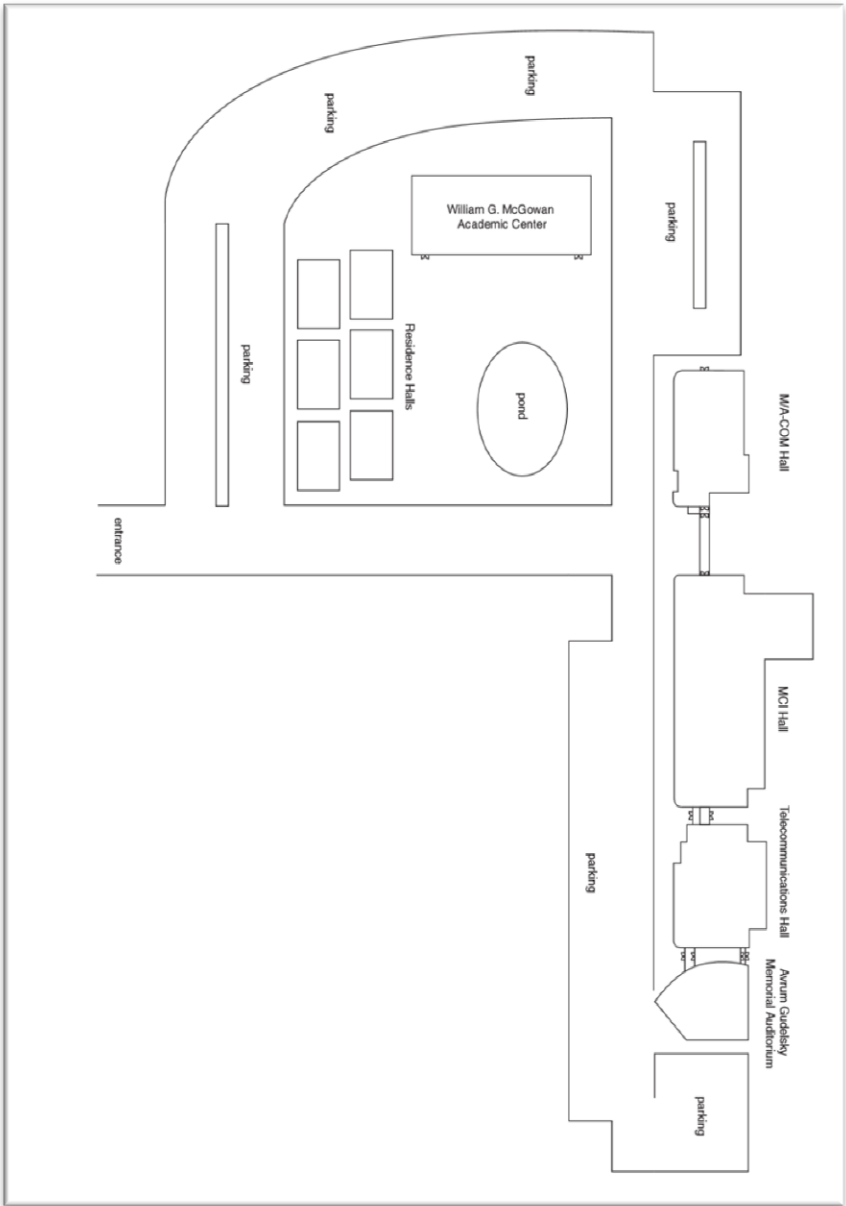 parking
parking
William G. McGowan
Academic Center
parking
Residence Halls
parking
pond
M/A-COM Hall
entrance
MCI Hall
Telecommunications Hall
parking
Avrum Gudelsky
Memorial Auditorium
parking